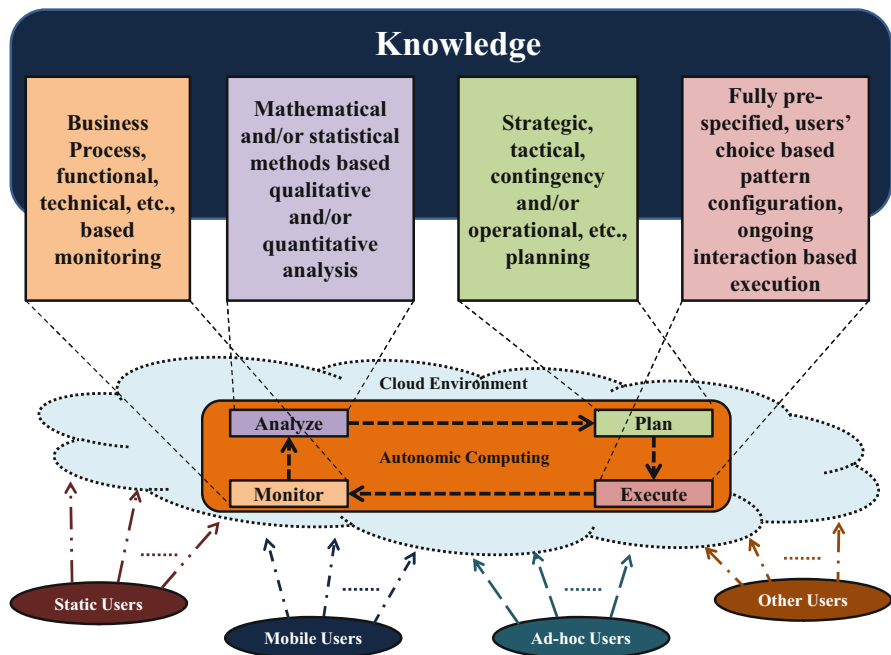 Knowledge
Business
Process,
functional,
technical, etc.,
based
monitoring
Mathematical
and/or statistical
methods based
qualitative
and/or
quantitative
analysis
Strategic,
tactical,
contingency
and/or
operational, etc.,
planning
Fully pre-
specified, users’
choice based
pattern
configuration,
ongoing
interaction based
execution
Cloud Environment
Analyze
Plan
Autonomic Computing
Monitor
Execute
Static Users
Mobile Users
Ad-hoc Users
Other Users